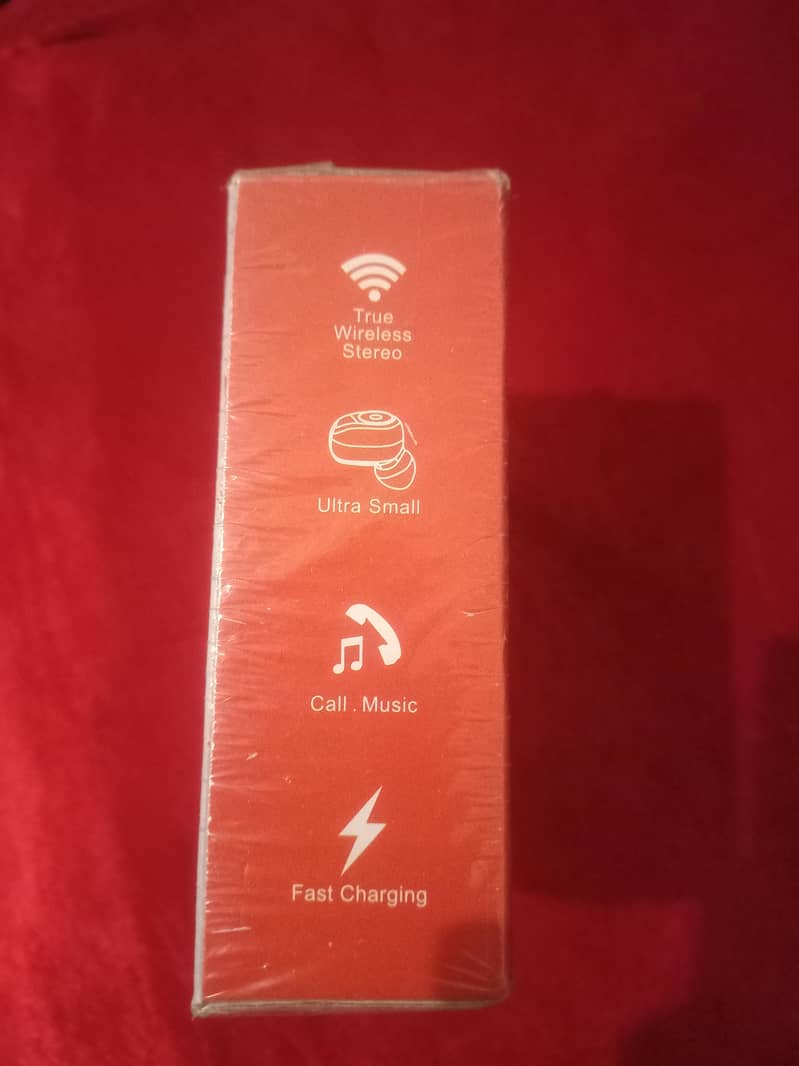 True
Wireless
Stereo
Ultra Small
Call . Music
Fast Charging